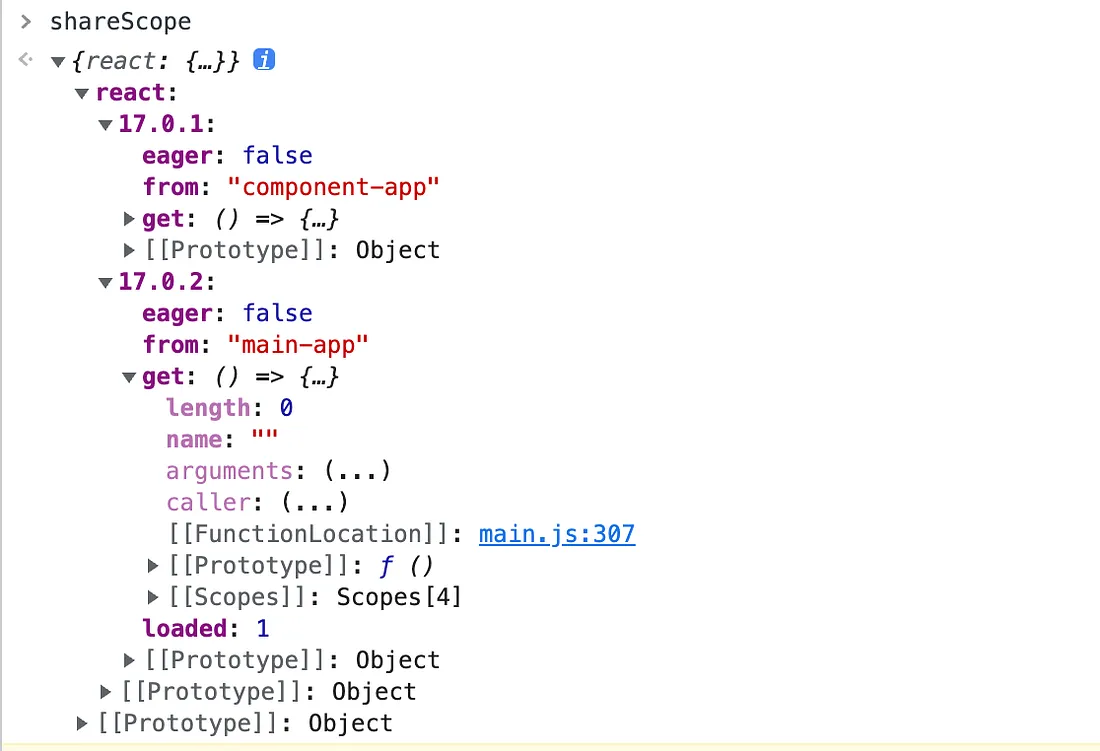 > shareScope
{react: {…}} i
react:
17.0.1:
eager: false
from: "component-app"
get: () => {…}
[[Prototype]]: Object
17.0.2:
eager: false
from: "main-app"
get: () => {…}
length: 0
name: ""
arguments: (...)
caller: (...)
[[FunctionLocation]]: main.js:307
[[Prototype]]: ƒ ()
[[Scopes]]: Scopes[4]
loaded: 1
[[Prototype]]: Object
[[Prototype]]: Object
[[Prototype]]: Object